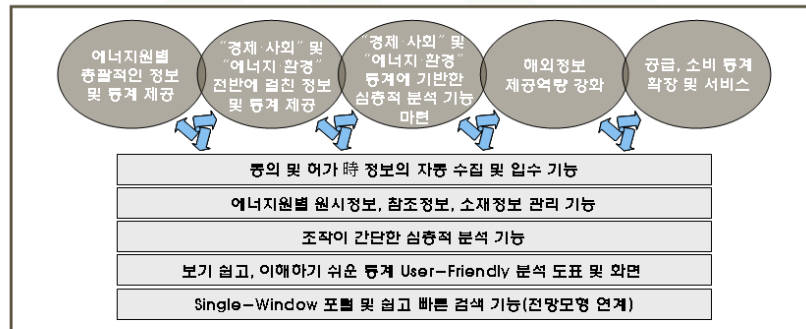 에너지원별
총괄적인 정보
및 통계 제공
“경제·사회” 및
“에너지·환경”
전반에 걸친 정보
및 통계 제공
“경제·사회” 및
“에너지·환경”
통계에 기반한
심층적 분석 기능
마련
해외정보
제공역량 강화
공급, 소비 통계
확장 및 서비스
동의 및 허가 時 정보의 자동 수집 및 입수 기능
에너지원별 원시정보, 참조정보, 소재정보 관리 기능
조작이 간단한 심층적 분석 기능
보기 쉽고, 이해하기 쉬운 통계 User-Friendly 분석 도표 및 화면
Single-Window 포털 및 쉽고 빠른 검색 기능(전망모형 연계)